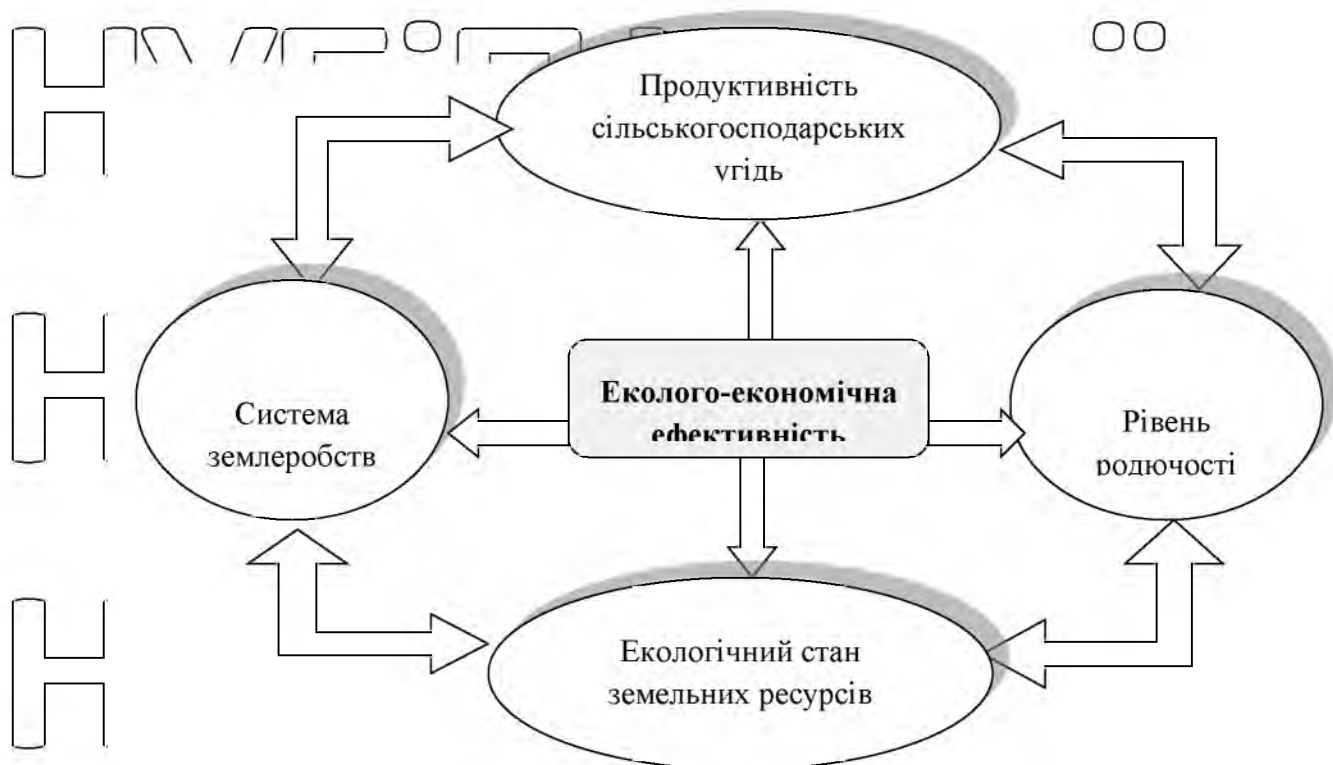 Продуктивність
сільськогосподарських
угідь
Еколого-економічна
ефективність
Система
землеробств
Рівень
родючості
Екологічний стан
земельних ресурсів